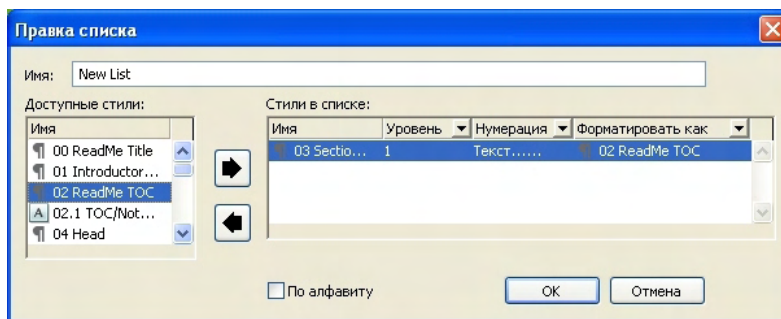 Правка списка
Имя: New List
Доступные стили: Стили в списке:
Имя Имя Уровень Нумерация Форматировать как
00 ReadMe Title 03 Sectio... 1 Текст...... 02 ReadMe TOC
01 Introductor...
02 ReadMe TOC
A 02.1 TOC/Not...
04 Head
По алфавиту OK Отмена